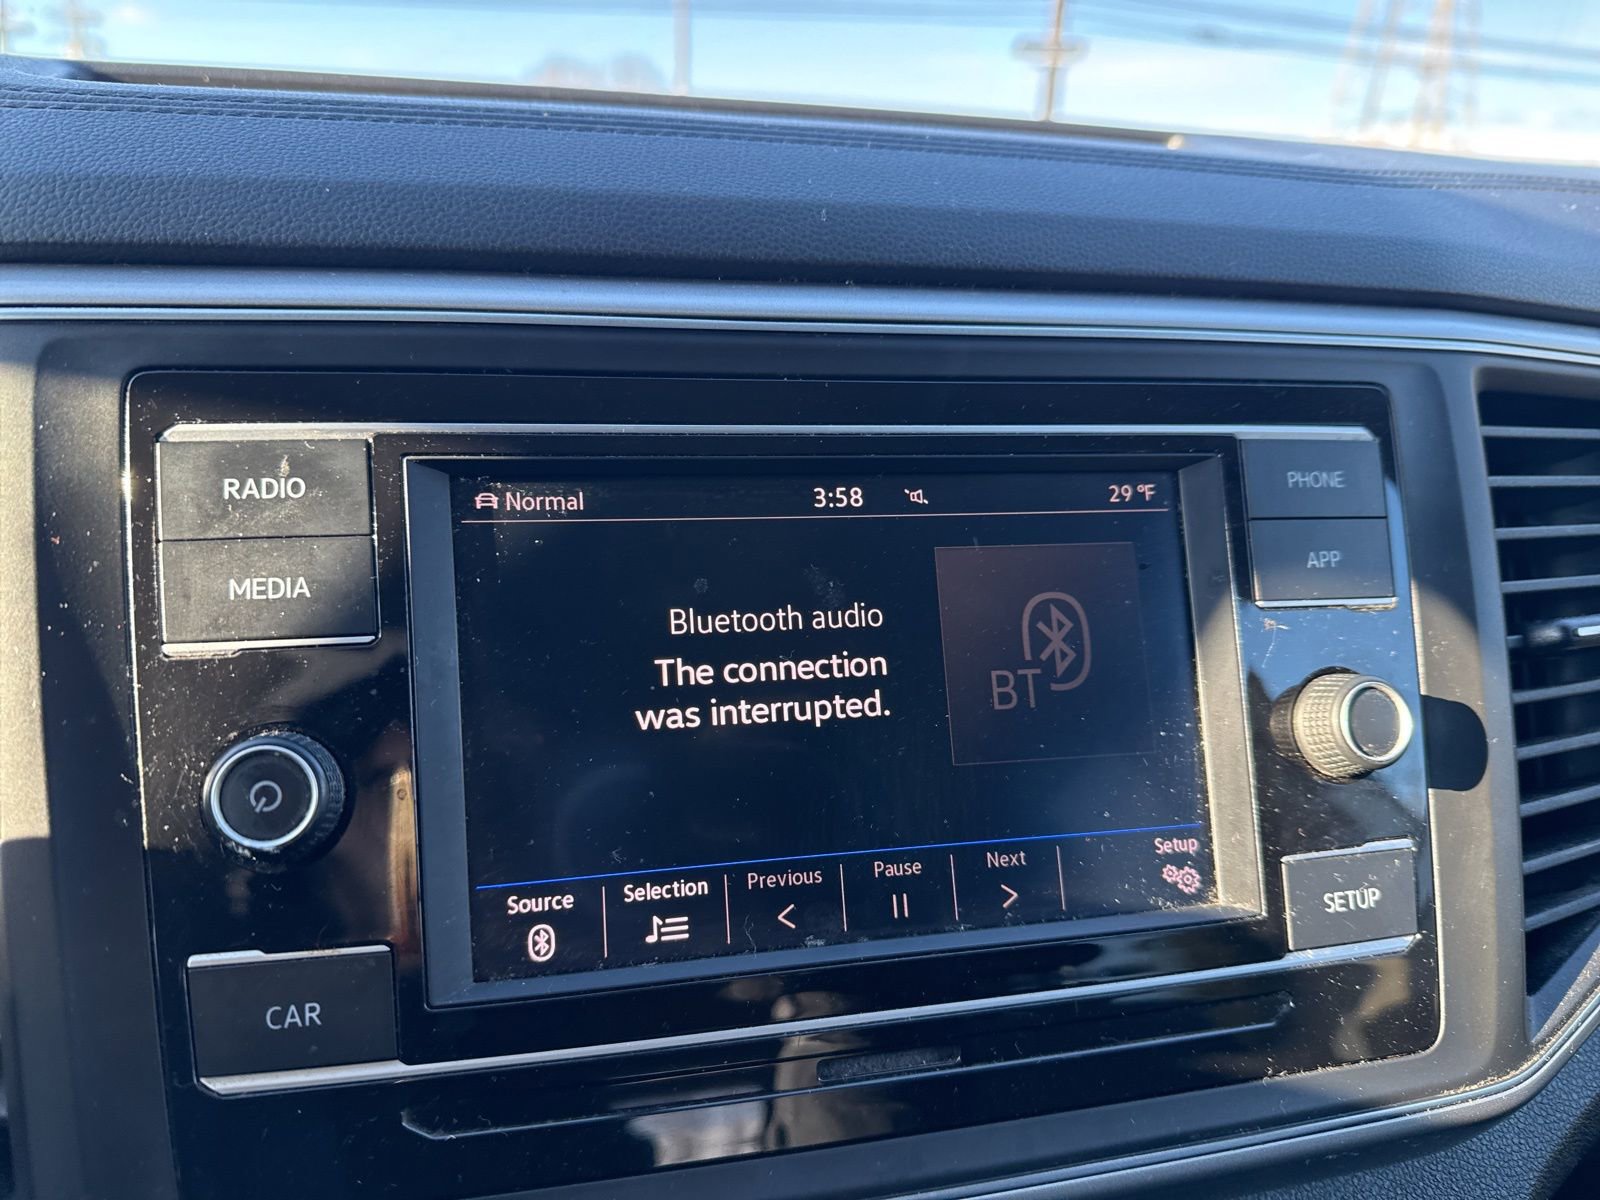 RADIO
MEDIA
CAR
Normal
3:58
29 °F
Bluetooth audio
The connection
was interrupted.
BT
Source
Selection
Previous
Pause
Next
Setup
PHONE
APP
SETUP